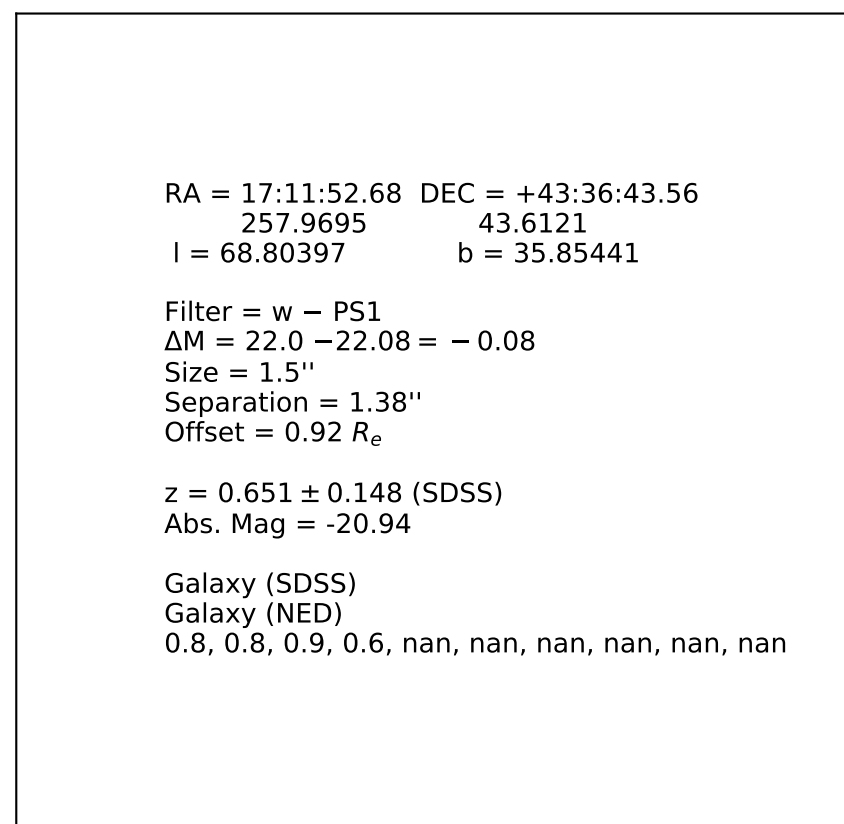 RA = 17:11:52.68 DEC = +43:36:43.56
257.9695 43.6121
l = 68.80397 b = 35.85441
Filter = w − PS1
ΔM = 22.0 −22.08 = − 0.08
Size = 1.5''
Separation = 1.38''
Offset = 0.92 Re
z = 0.651 ± 0.148 (SDSS)
Abs. Mag = -20.94
Galaxy (SDSS)
Galaxy (NED)
0.8, 0.8, 0.9, 0.6, nan, nan, nan, nan, nan, nan